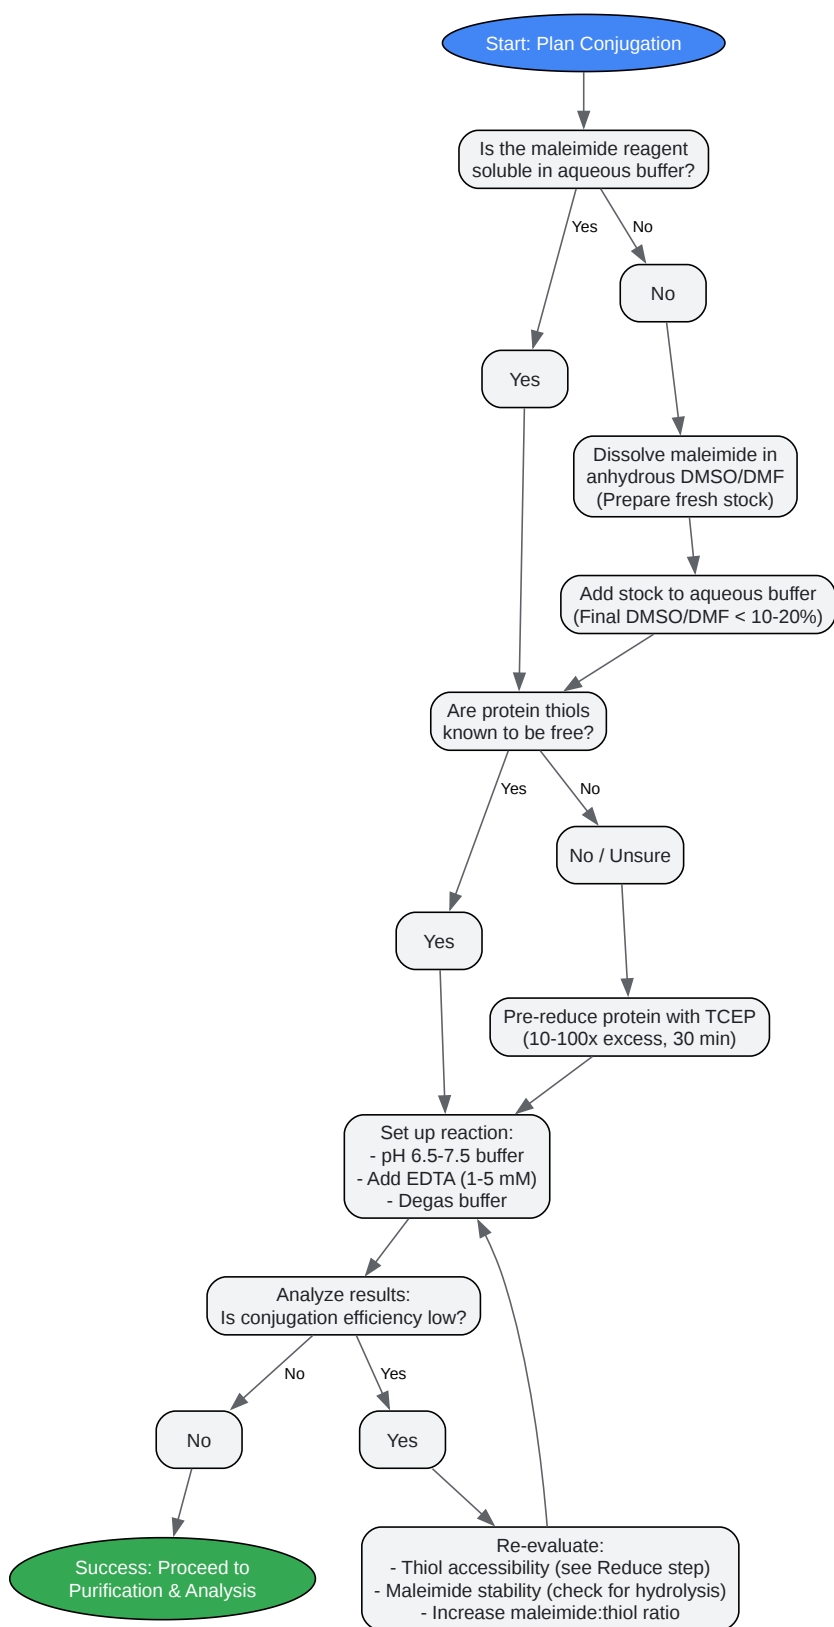 Start: Plan Conjugation
Is the maleimide reagent
soluble in aqueous buffer?
Yes
No
No
Yes
Dissolve maleimide in
anhydrous DMSO/DMF
(Prepare fresh stock)
Add stock to aqueous buffer
(Final DMSO/DMF < 10-20%)
Are protein thiols
known to be free?
Yes
No
No / Unsure
Yes
Pre-reduce protein with TCEP
(10-100x excess, 30 min)
Set up reaction:
- pH 6.5-7.5 buffer
- Add EDTA (1-5 mM)
- Degas buffer
Analyze results:
Is conjugation efficiency low?
No
Yes
No
Yes
Success: Proceed to
Purification & Analysis
Re-evaluate:
- Thiol accessibility (see Reduce step)
- Maleimide stability (check for hydrolysis)
- Increase maleimide:thiol ratio